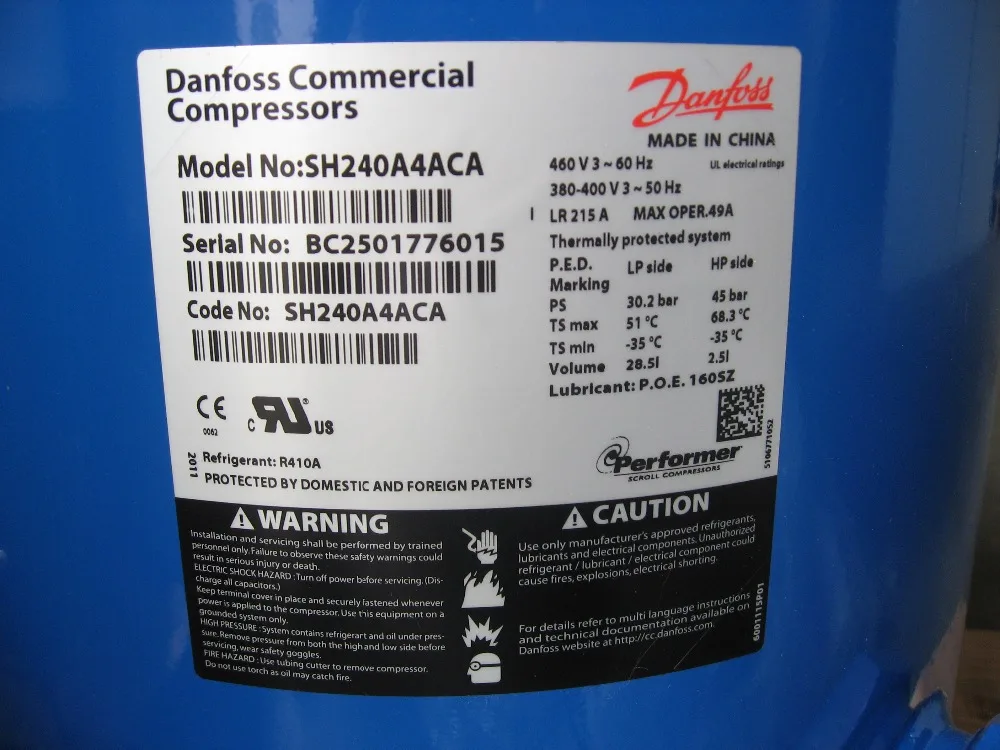 Danfoss Commercial
Compressors
Danfoss
MADE IN CHINA
Model No:SH240A4ACA
Serial No: BC2501776015
Code No: SH240A4ACA
460 V 3 ~ 60 Hz UL electrical ratings
380-400 V 3 ~ 50 Hz
LR 215 A MAX OPER.49A
Thermally protected system
P.E.D. LP side HP side
Marking
PS 30.2 bar 45 bar
TS max 51 °C 68.3 °C
TS min -35 °C -35 °C
Volume 28.5l 2.5l
Lubricant: P.O.E. 160SZ
CE
0062
c RU ® US
2011
Refrigerant: R410A
PROTECTED BY DOMESTIC AND FOREIGN PATENTS
Performer
SCROLL COMPRESSORS
WARNING
Installation and servicing shall be performed by trained
personnel only. Failure to observe these safety warnings could
result in serious injury or death.
ELECTRIC SHOCK HAZARD : Turn off power before servicing. (Dis-
charge all capacitors.)
Keep terminal cover in place and securely fastened whenever
power is applied to the compressor. Use this equipment on a
grounded system only.
HIGH PRESSURE : System contains refrigerant and oil under pres-
sure. Remove pressure from both the high and low side before
servicing, wear safety goggles.
FIRE HAZARD : Use tubing cutter to remove compressor.
Do not use torch as oil may catch fire.
CAUTION
Use only manufacturer's approved refrigerants,
lubricants and electrical components. Unauthorized
refrigerant / lubricant / electrical component could
cause fires, explosions, electrical shorting.
For details refer to multi language instructions
and technical documentation available on
Danfoss website at http://cc.danfoss.com.
6001115P01